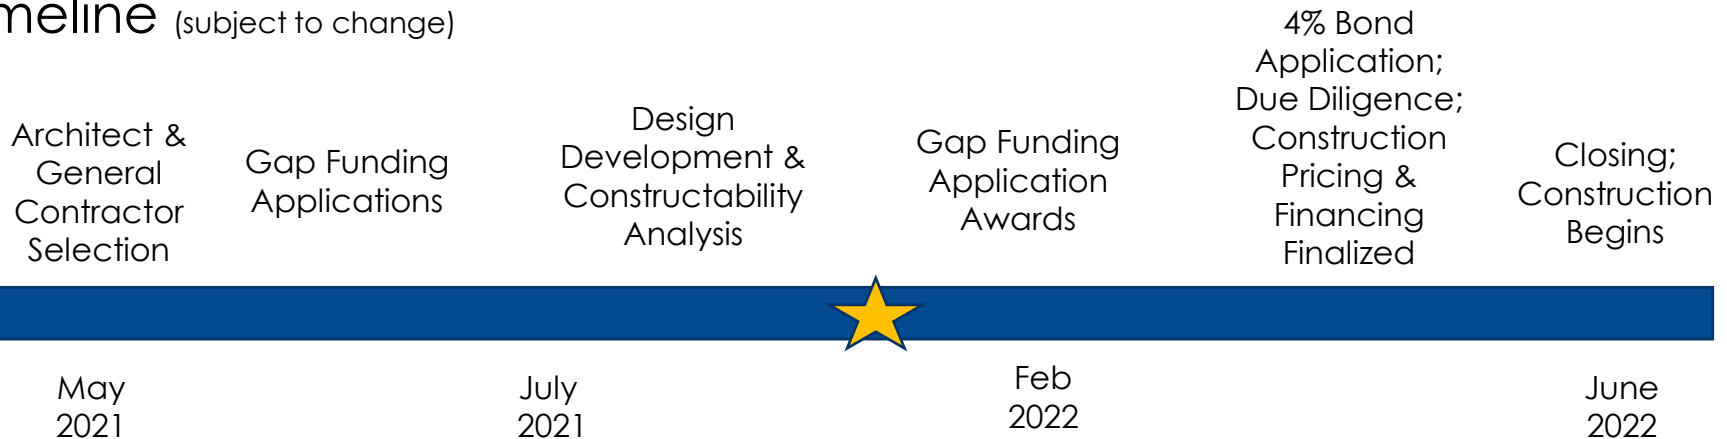 meline (subject to change)
Architect &
General
Contractor
Selection
Gap Funding
Applications
Design
Development &
Constructability
Analysis
Gap Funding
Application
Awards
4% Bond
Application;
Due Diligence;
Construction
Pricing &
Financing
Finalized
Closing;
Construction
Begins
May
2021
July
2021
Feb
2022
June
2022